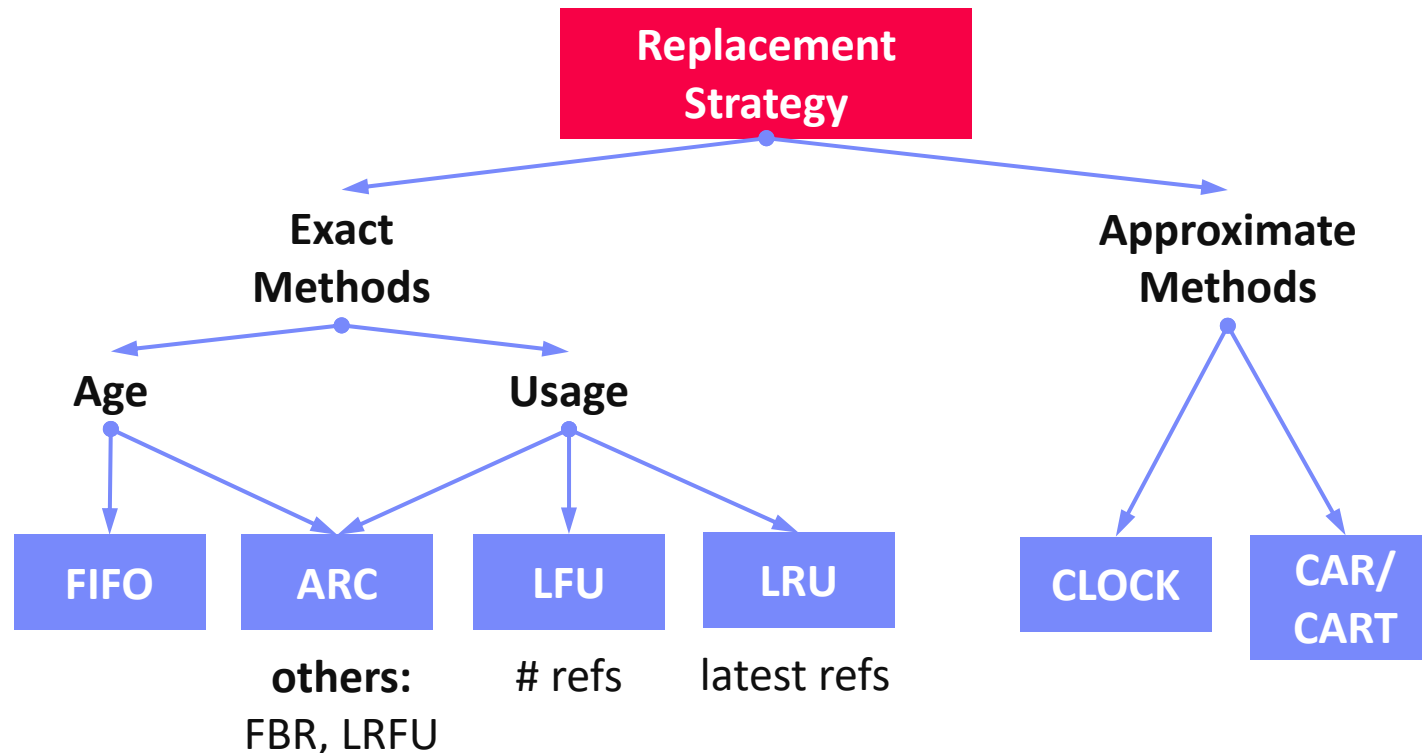 Replacement
Strategy
Exact
Methods
Approximate
Methods
Age
Usage
FIFO
ARC
LFU
LRU
CLOCK
CAR/
CART
others:
FBR, LRFU
# refs
latest refs